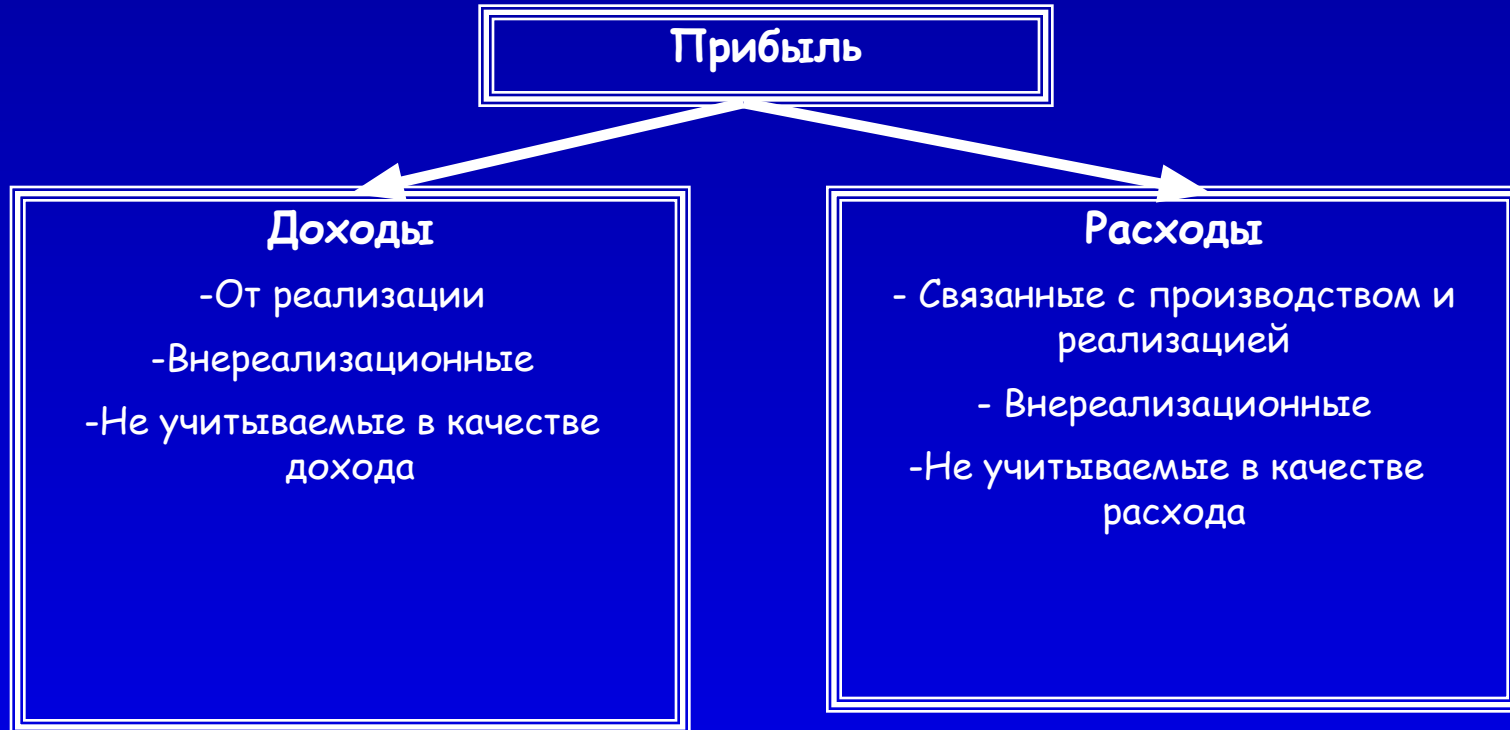 Прибыль
Доходы
-От реализации
-Внереализационные
-Не учитываемые в качестве
дохода
Расходы
- Связанные с производством и
реализацией
- Внереализационные
-Не учитываемые в качестве
расхода